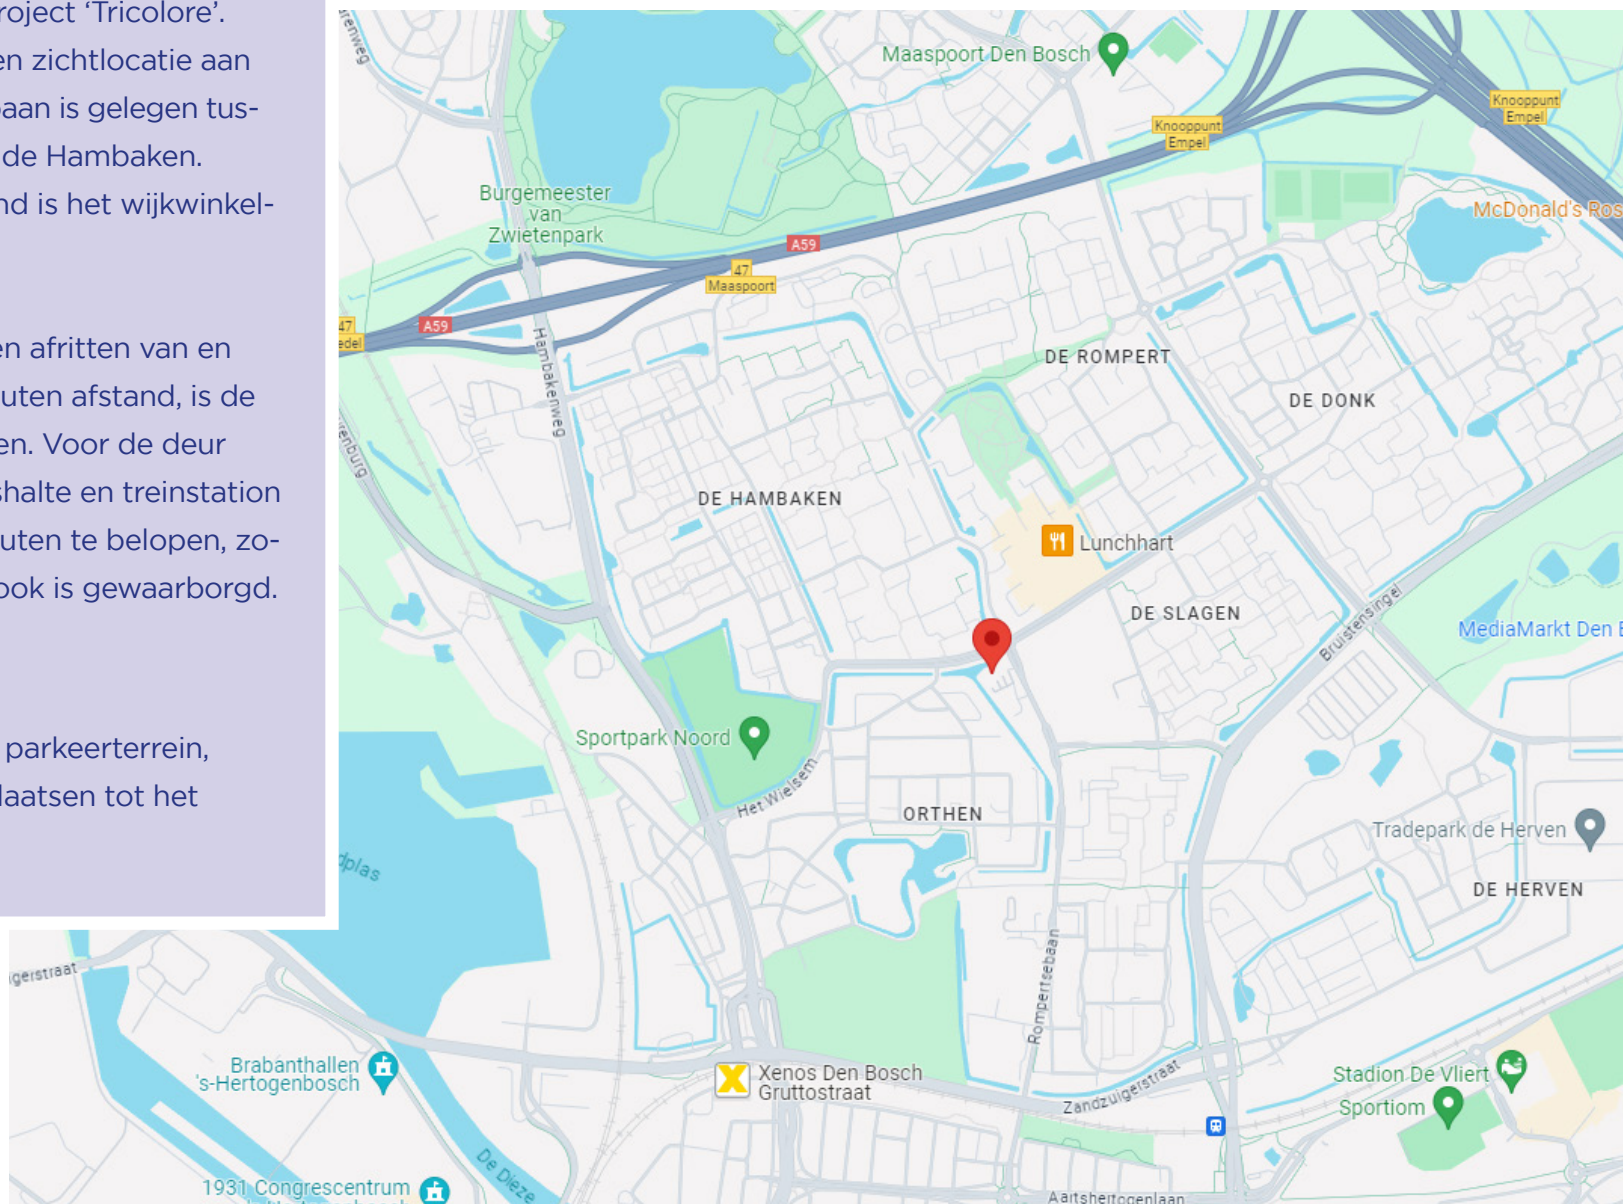 roject ‘Tricolore’.
en zichtlocatie aan
baan is gelegen tus-
de Hambaken.
nd is het wijkwinkel-
en afritten van en
uten afstand, is de
en. Voor de deur
shalte en treinstation
uten te belopen, zo-
ook is gewaarborgd.
parkeerterrein,
laatsen tot het
Maaspoort Den Bosch
Knooppunt
Empel
Knooppunt
Empel
Burgemeester
van
Zwietenpark
McDonald's Ros
A59
47
Maaspoort
A59
47
edel
Hambakenweg
DE ROMPERT
DE DONK
DE HAMBAKEN
Lunchhart
DE SLAGEN
Bruistensingel
MediaMarkt Den B
Sportpark Noord
Het Wielsem
ORTHEN
Tradepark de Herven
DE HERVEN
dplas
gerstraat
Rompertsebaan
Brabanthallen
's-Hertogenbosch
Xenos Den Bosch
Gruttostraat
Zandzuigerstraat
Stadion De Vliert
Sportiom
De Dieze
1931 Congrescentrum
Aartshertogenlaan